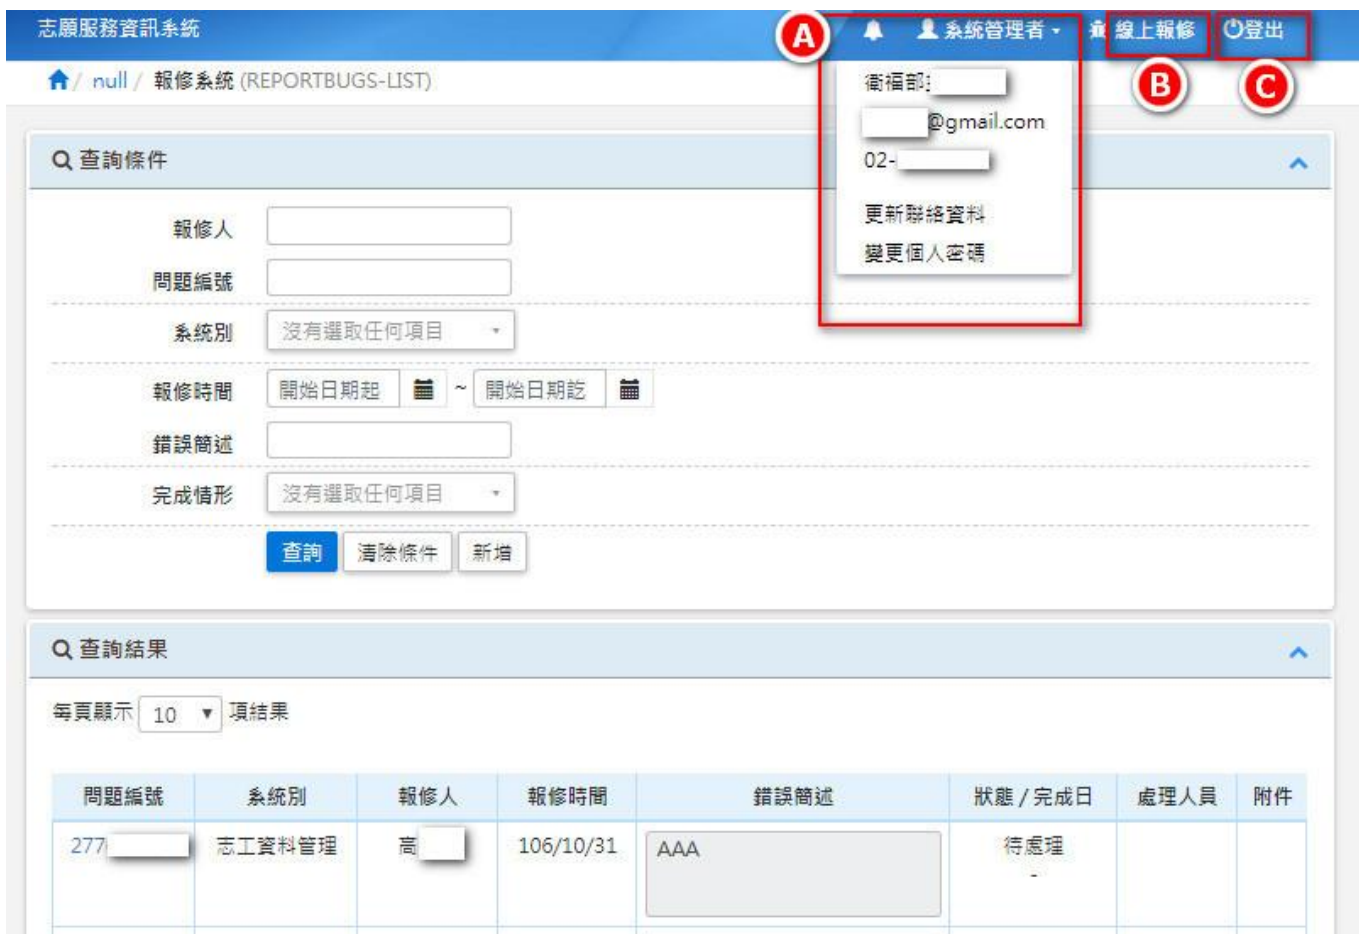 志願服務資訊系統
A
系統管理者
線上報修
登出
/ null / 報修系統 (REPORTBUGS-LIST)
衛福部
B
C
@gmail.com
02-
更新聯絡資料
變更個人密碼
查詢條件
報修人
問題編號
系統別 沒有選取任何項目
報修時間 開始日期起 ~ 開始日期訖
錯誤簡述
完成情形 沒有選取任何項目
查詢 清除條件 新增
查詢結果
每頁顯示 10 項結果
問題編號 系統別 報修人 報修時間 錯誤簡述 狀態 / 完成日 處理人員 附件
277 志工資料管理 高 106/10/31 AAA 待處理
-